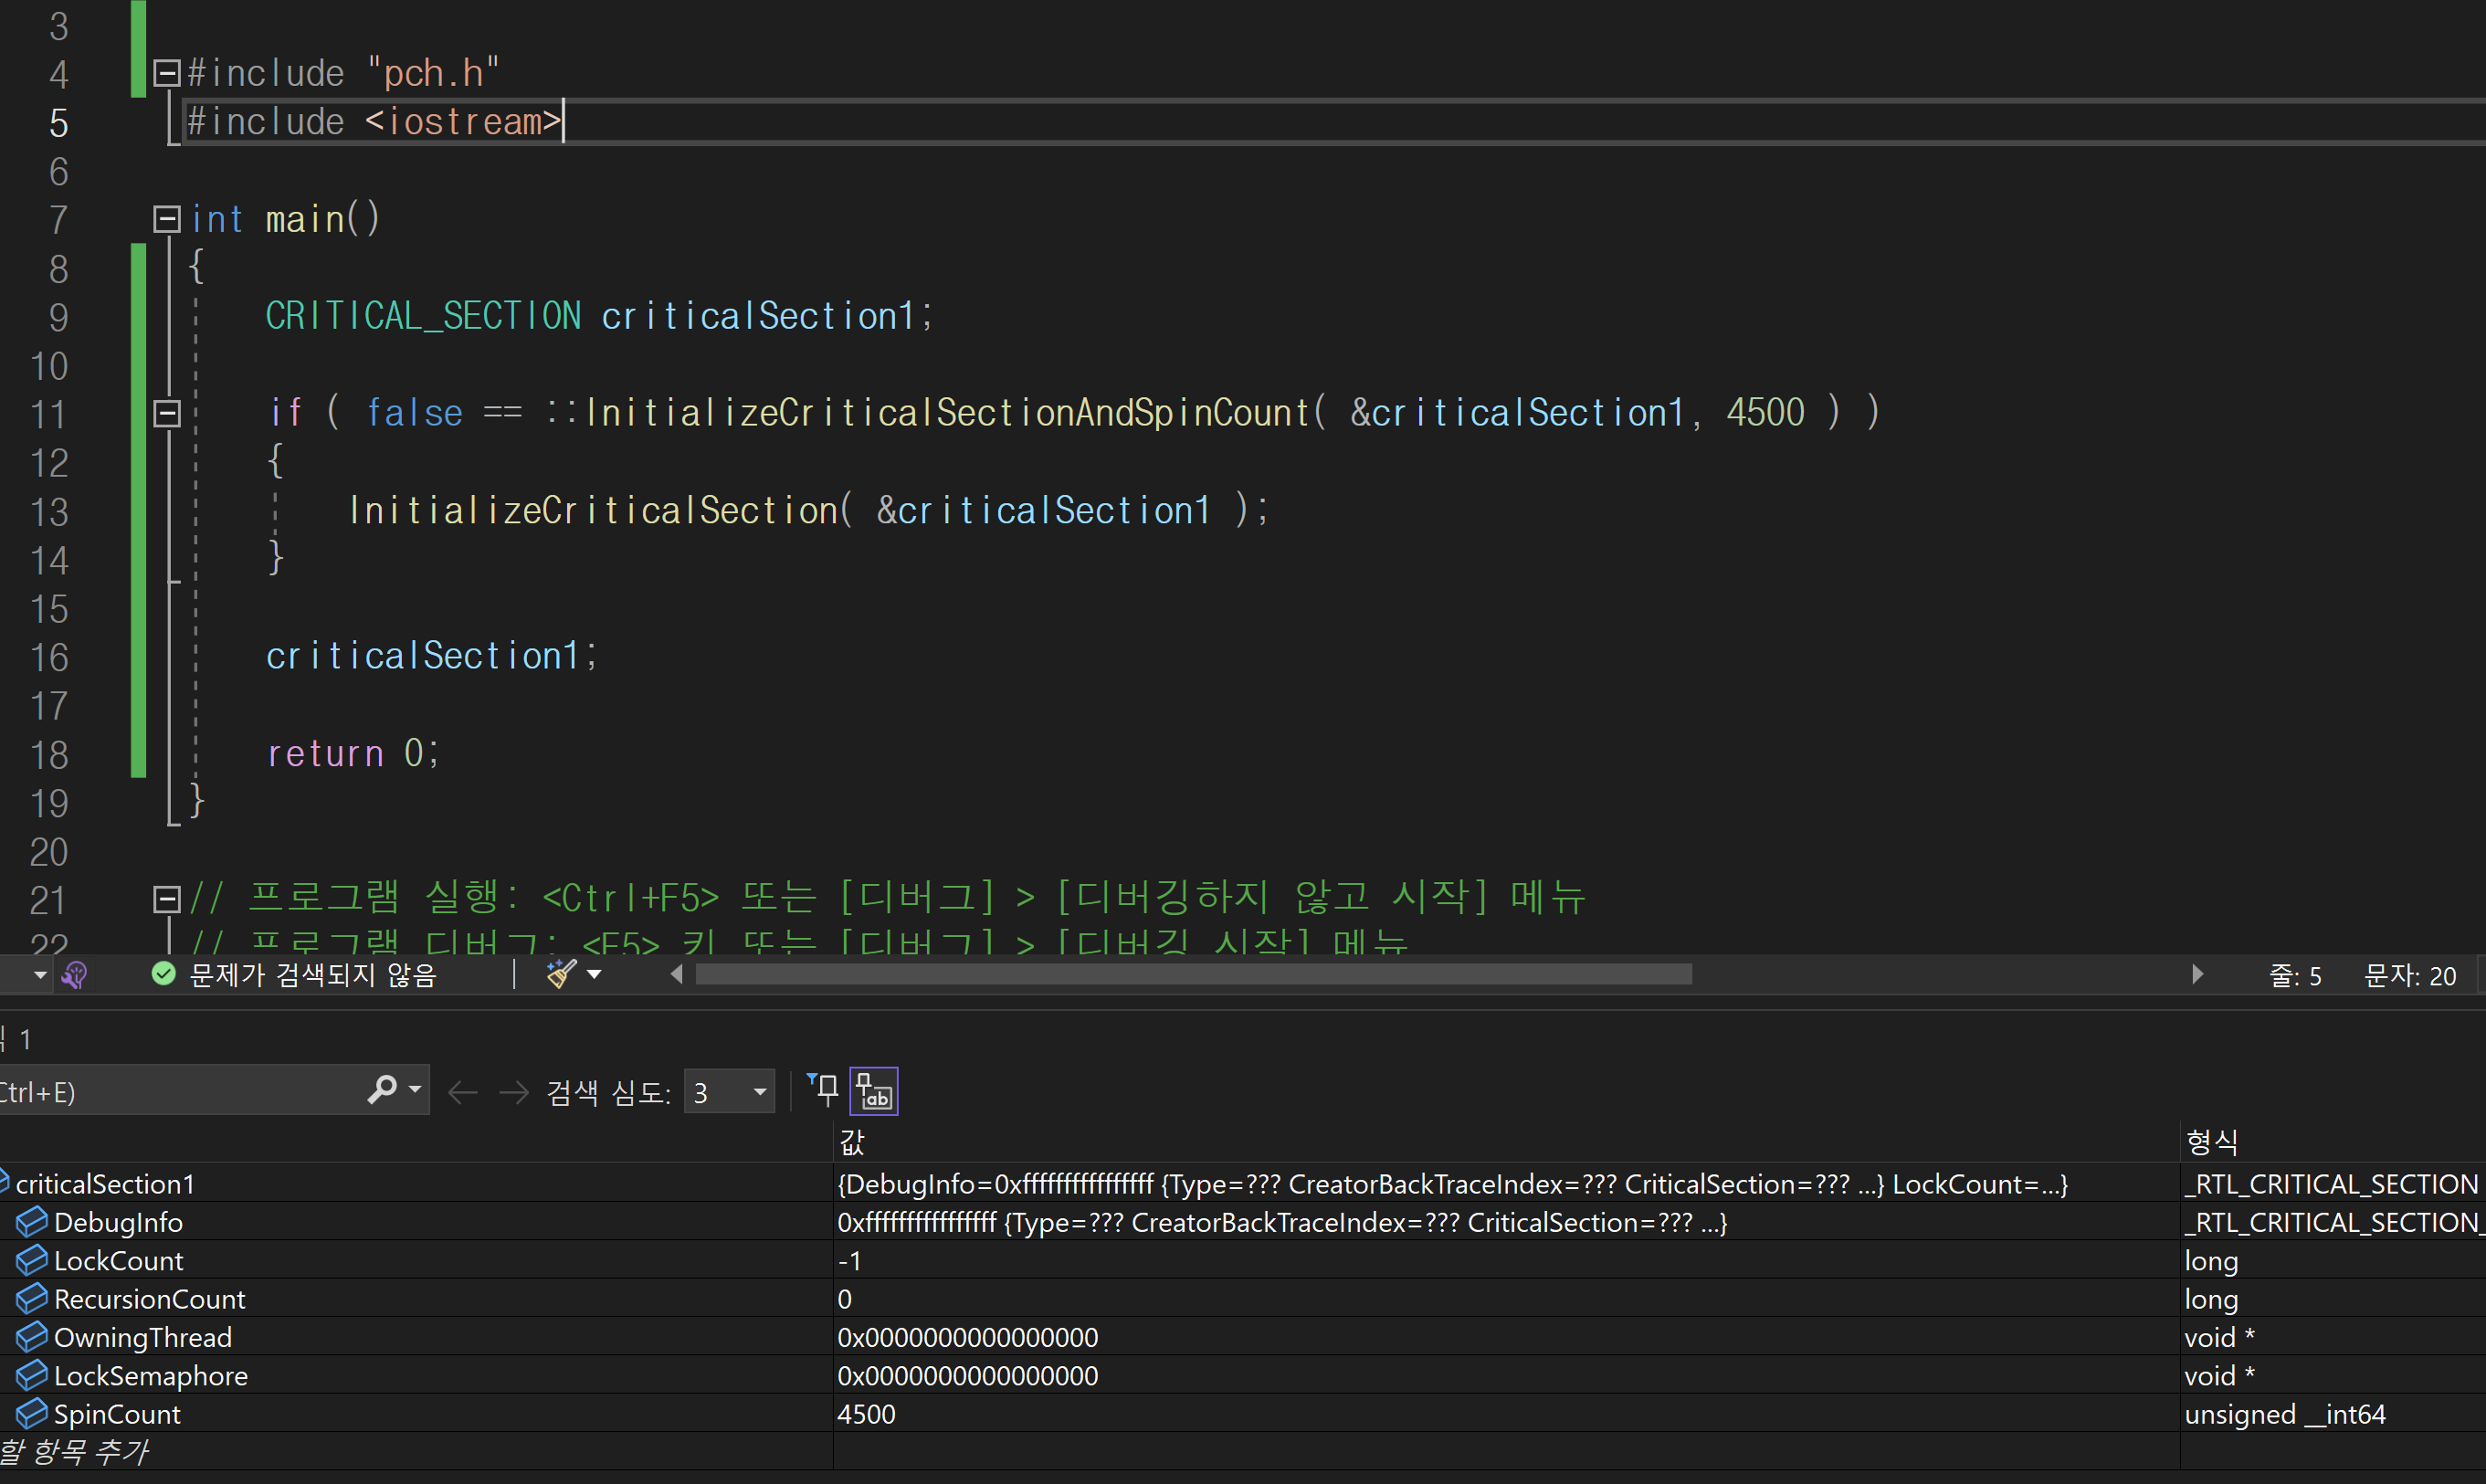 3
4 #include "pch.h"
5 #include <iostream>
6
7 int main()
8 {
9 CRITICAL_SECTION criticalSection1;
10
11 if ( false == ::InitializeCriticalSectionAndSpinCount( &criticalSection1, 4500 ) )
12 {
13 InitializeCriticalSection( &criticalSection1 );
14 }
15
16 criticalSection1;
17
18 return 0;
19 }
20
21 // 프로그램 실행: <Ctrl+F5> 또는 [디버그] > [디버깅하지 않고 시작] 메뉴
22 // 프로그램 디버그: <F5> 키 또는 [디버그] > [디버깅 시작] 메뉴
문제가 검색되지 않음 줄: 5 문자: 20
1
Ctrl+E) 검색 심도: 3
값 형식
criticalSection1 {DebugInfo=0xffffffffffffffff {Type=??? CreatorBackTraceIndex=??? CriticalSection=??? ...} LockCount=...} _RTL_CRITICAL_SECTION
DebugInfo 0xffffffffffffffff {Type=??? CreatorBackTraceIndex=??? CriticalSection=??? ...} _RTL_CRITICAL_SECTION_
LockCount -1 long
RecursionCount 0 long
OwningThread 0x0000000000000000 void *
LockSemaphore 0x0000000000000000 void *
SpinCount 4500 unsigned __int64
할 항목 추가